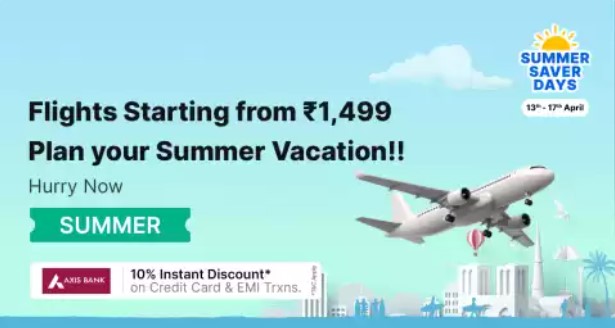 SUMMER
SAVER
DAYS
13th - 17th April
Flights Starting from ₹1,499
Plan your Summer Vacation!!
Hurry Now
SUMMER
AXIS BANK
10% Instant Discount*
on Credit Card & EMI Trxns.
*T&C Apply